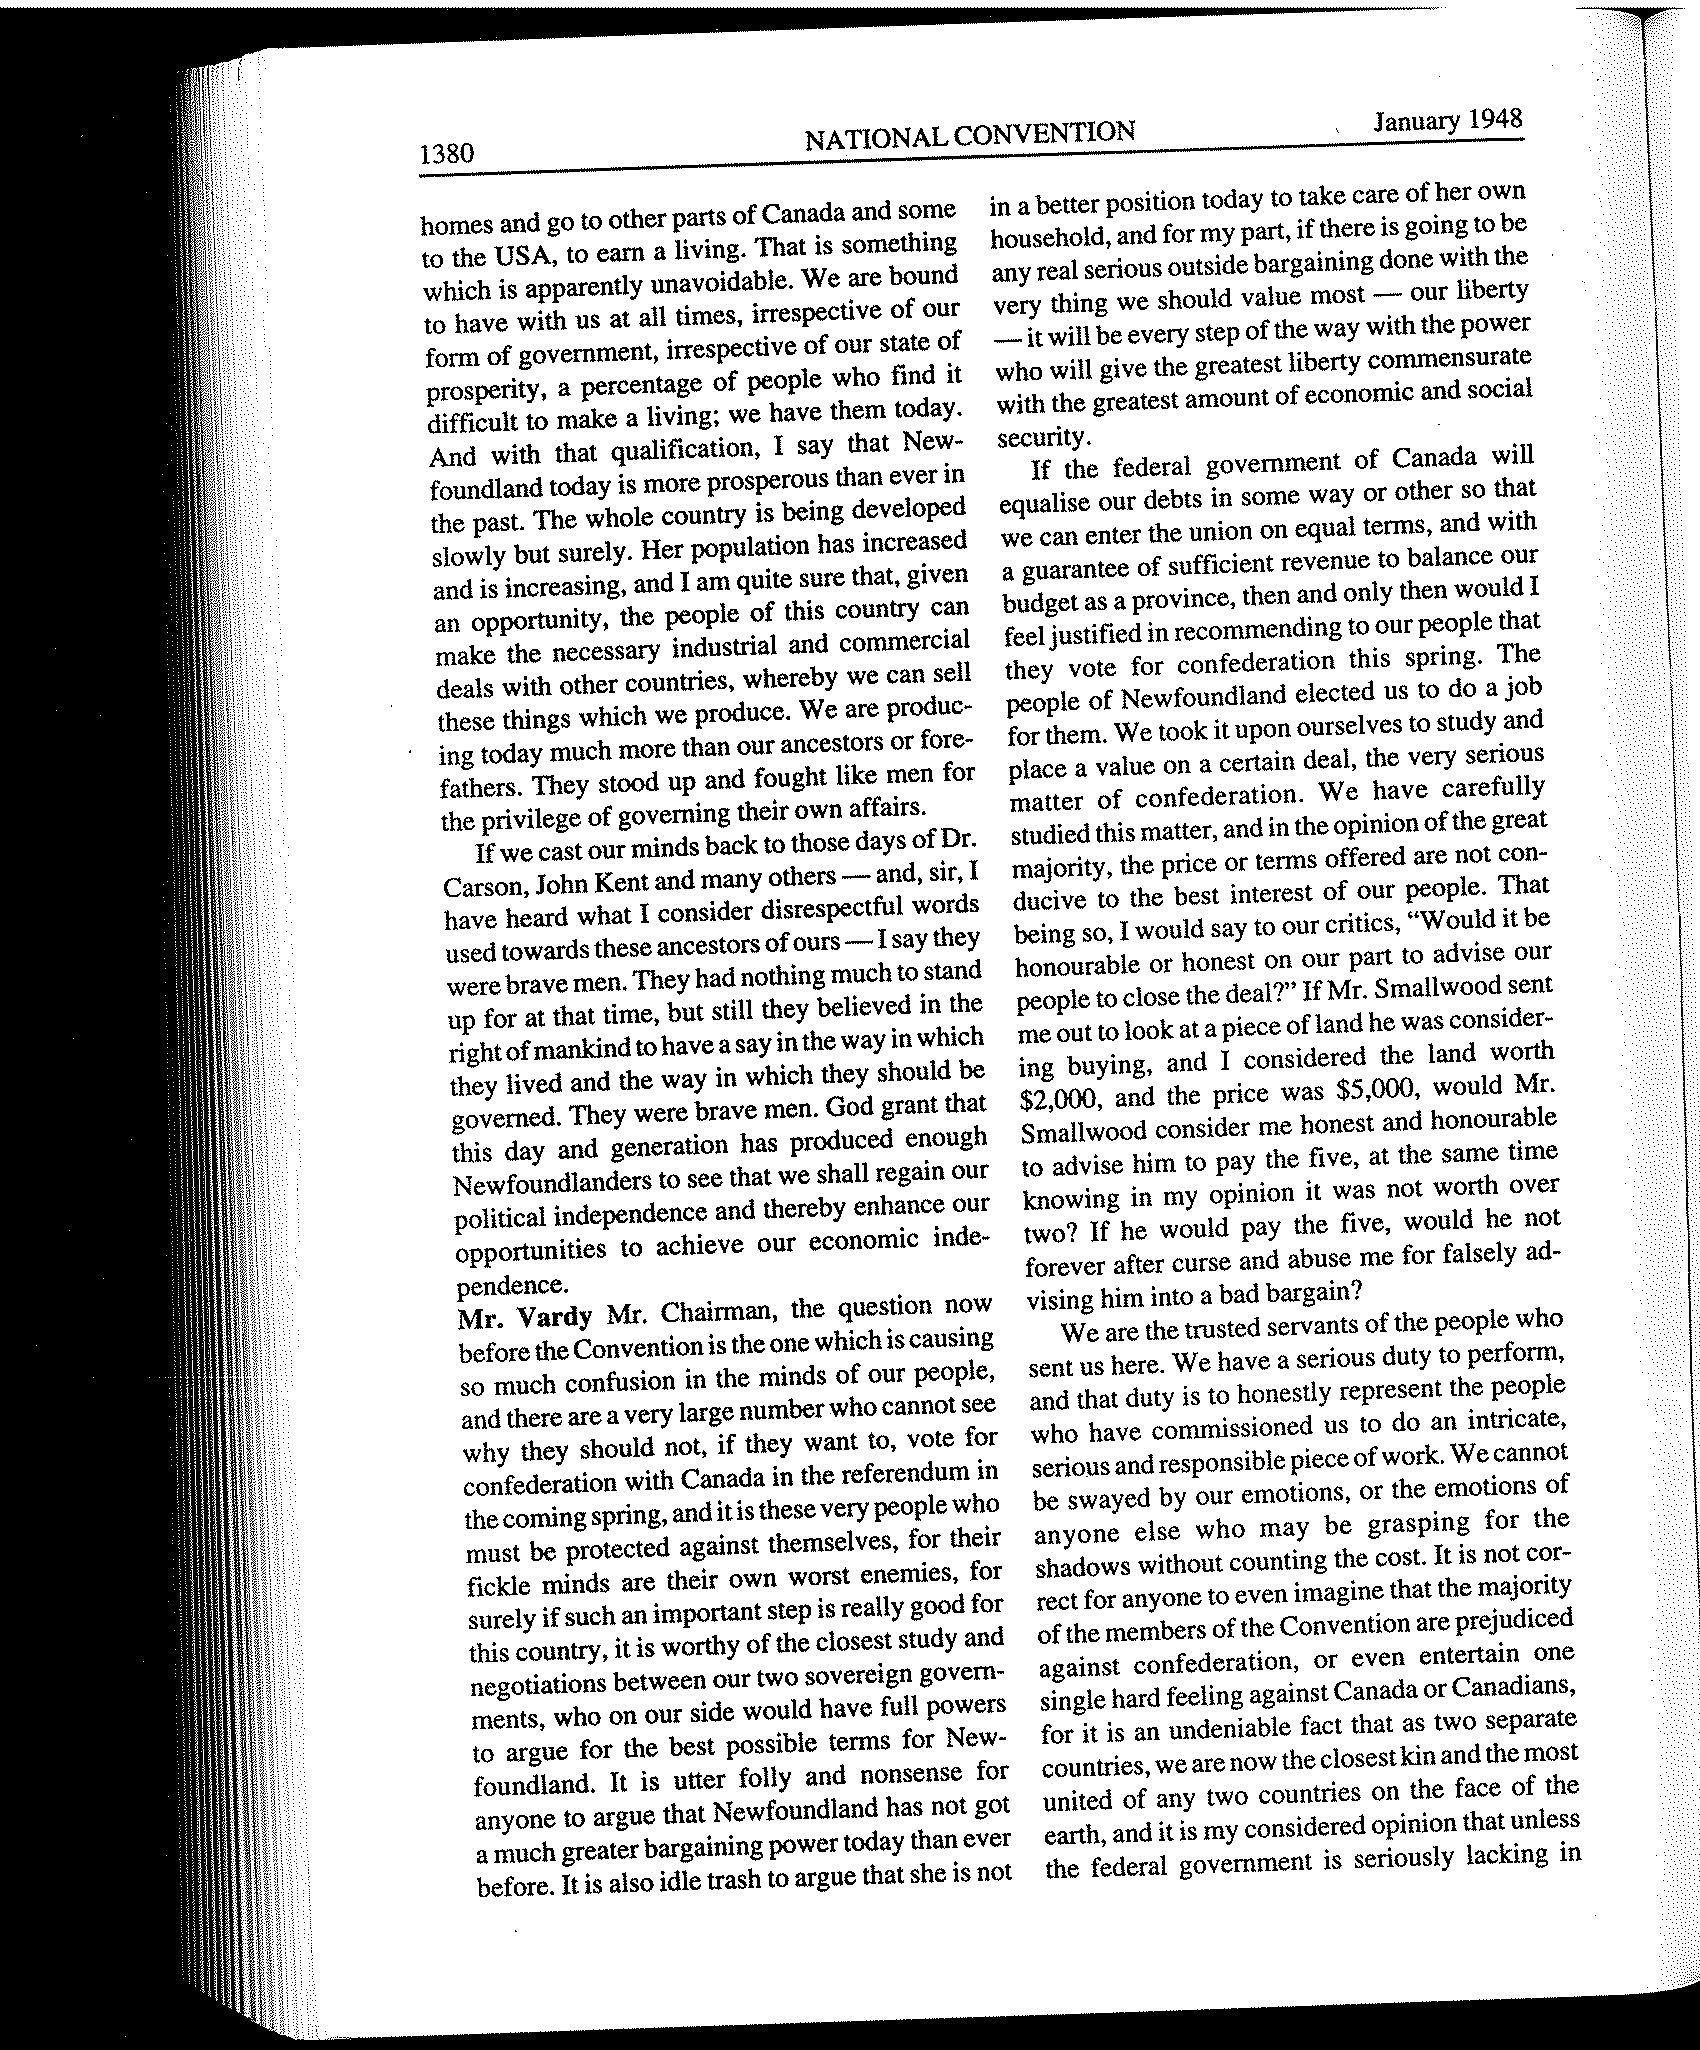 1380
NATIONAL CONVENTION
January 1948
homes and go to other parts of Canada and some
to the USA, to earn a living. That is something
which is apparently unavoidable. We are bound
to have with us at all times, irrespective of our
form of government, irrespective of our state of
prosperity, a percentage of people who find it
difficult to make a living; we have them today.
And with that qualification, I say that New-
foundland today is more prosperous than ever in
the past. The whole country is being developed
slowly but surely. Her population has increased
and is increasing, and I am quite sure that, given
an opportunity, the people of this country can
make the necessary industrial and commercial
deals with other countries, whereby we can sell
these things which we produce. We are produc-
ing today much more than our ancestors or fore-
fathers. They stood up and fought like men for
the privilege of governing their own affairs.
If we cast our minds back to those days of Dr.
Carson, John Kent and many others — and, sir, I
have heard what I consider disrespectful words
used towards these ancestors of ours — I say they
were brave men. They had nothing much to stand
up for at that time, but still they believed in the
right of mankind to have a say in the way in which
they lived and the way in which they should be
governed. They were brave men. God grant that
this day and generation has produced enough
Newfoundlanders to see that we shall regain our
political independence and thereby enhance our
opportunities to achieve our economic inde-
pendence.
Mr. Vardy Mr. Chairman, the question now
before the Convention is the one which is causing
so much confusion in the minds of our people,
and there are a very large number who cannot see
why they should not, if they want to, vote for
confederation with Canada in the referendum in
the coming spring, and it is these very people who
must be protected against themselves, for their
fickle minds are their own worst enemies, for
surely if such an important step is really good for
this country, it is worthy of the closest study and
negotiations between our two sovereign govern-
ments, who on our side would have full powers
to argue for the best possible terms for New-
foundland. It is utter folly and nonsense for
anyone to argue that Newfoundland has not got
a much greater bargaining power today than ever
before. It is also idle trash to argue that she is not
in a better position today to take care of her own
household, and for my part, if there is going to be
any real serious outside bargaining done with the
very thing we should value most — our liberty
— it will be every step of the way with the power
who will give the greatest liberty commensurate
with the greatest amount of economic and social
security.
If the federal government of Canada will
equalise our debts in some way or other so that
we can enter the union on equal terms, and with
a guarantee of sufficient revenue to balance our
budget as a province, then and only then would I
feel justified in recommending to our people that
they vote for confederation this spring. The
people of Newfoundland elected us to do a job
for them. We took it upon ourselves to study and
place a value on a certain deal, the very serious
matter of confederation. We have carefully
studied this matter, and in the opinion of the great
majority, the price or terms offered are not con-
ducive to the best interest of our people. That
being so, I would say to our critics, “Would it be
honourable or honest on our part to advise our
people to close the deal?” If Mr. Smallwood sent
me out to look at a piece of land he was consider-
ing buying, and I considered the land worth
$2,000, and the price was $5,000, would Mr.
Smallwood consider me honest and honourable
to advise him to pay the five, at the same time
knowing in my opinion it was not worth over
two? If he would pay the five, would he not
forever after curse and abuse me for falsely ad-
vising him into a bad bargain?
We are the trusted servants of the people who
sent us here. We have a serious duty to perform,
and that duty is to honestly represent the people
who have commissioned us to do an intricate,
serious and responsible piece of work. We cannot
be swayed by our emotions, or the emotions of
anyone else who may be grasping for the
shadows without counting the cost. It is not cor-
rect for anyone to even imagine that the majority
of the members of the Convention are prejudiced
against confederation, or even entertain one
single hard feeling against Canada or Canadians,
for it is an undeniable fact that as two separate
countries, we are now the closest kin and the most
united of any two countries on the face of the
earth, and it is my considered opinion that unless
the federal government is seriously lacking in